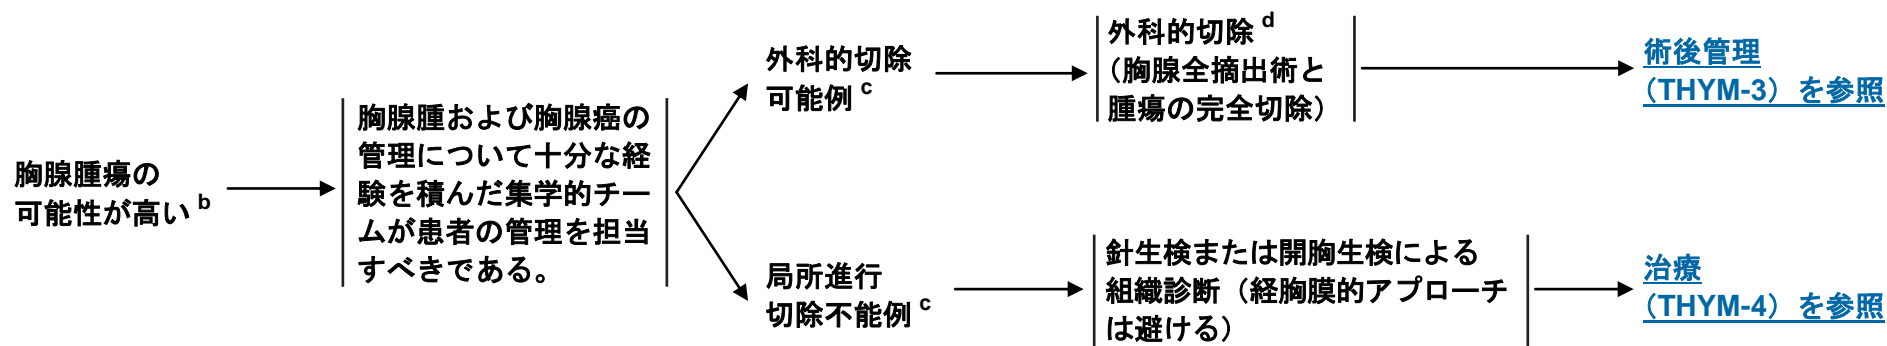 胸腺腫瘍の
可能性が高い b
胸腺腫および胸腺癌の
管理について十分な経
験を積んだ集学的チー
ムが患者の管理を担当
すべきである。
外科的切除
可能例 c
外科的切除 d
（胸腺全摘出術と
腫瘍の完全切除）
術後管理
（THYM-3）を参照
局所進行
切除不能例 c
針生検または開胸生検による
組織診断（経胸膜的アプローチ
は避ける）
治療
（THYM-4）を参照